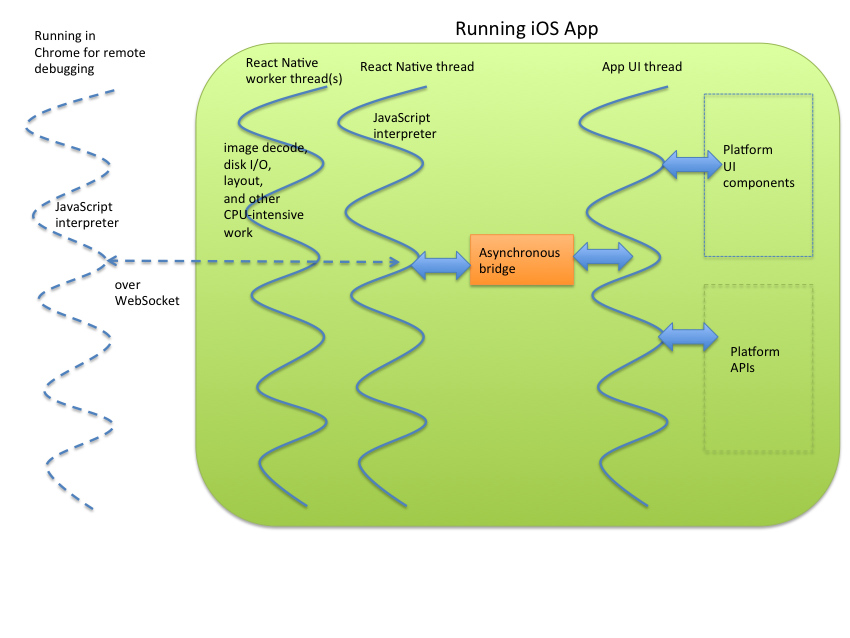 Running iOS App
Running in
Chrome for remote
debugging
React Native
worker thread(s)
React Native thread
App UI thread
JavaScript
interpreter
image decode,
disk I/O,
layout,
and other
CPU-intensive
work
Platform
UI
components
JavaScript
interpreter
Asynchronous
bridge
over
WebSocket
Platform
APIs